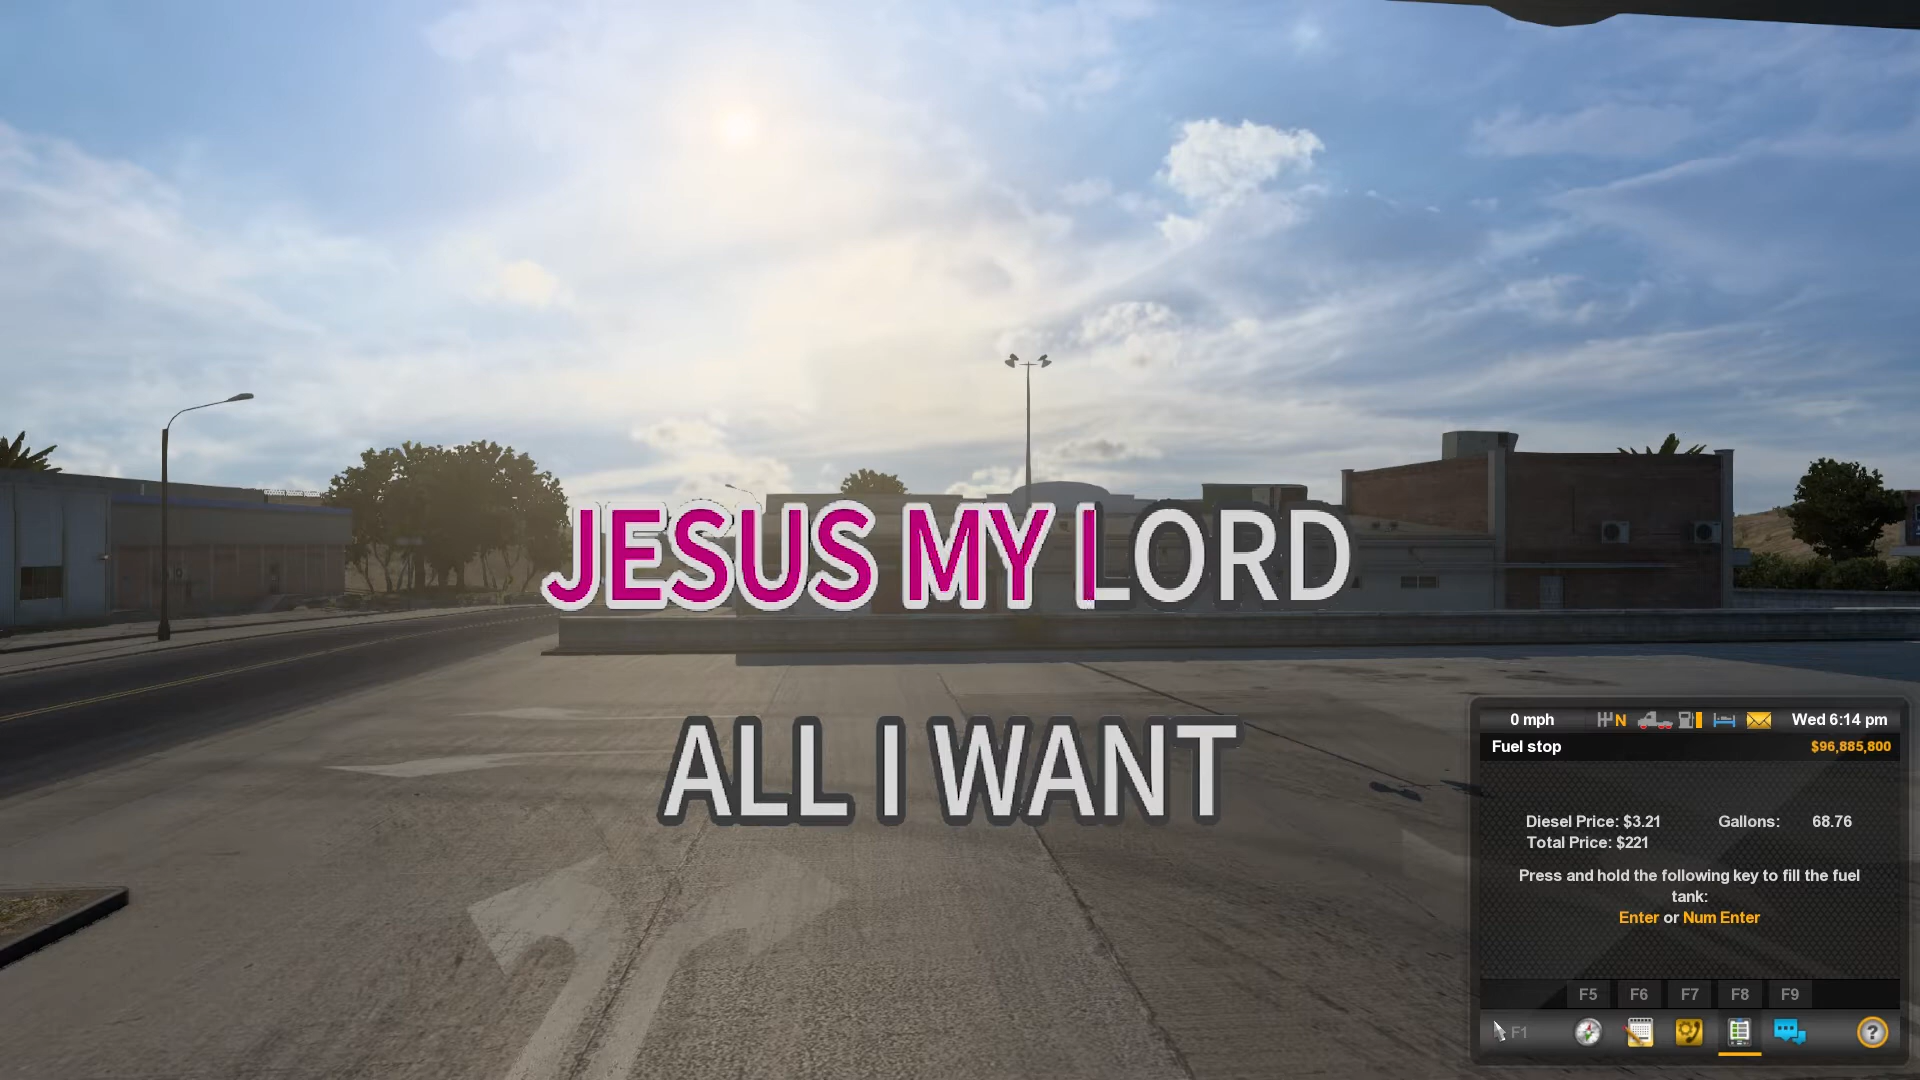 JESUS MY LORD
ALL I WANT
0 mph N Wed 6:14 pm
Fuel stop $96,885,800
Diesel Price: $3.21 Gallons: 68.76
Total Price: $221
Press and hold the following key to fill the fuel
tank:
Enter or Num Enter
F5 F6 F7 F8 F9
F1 ?